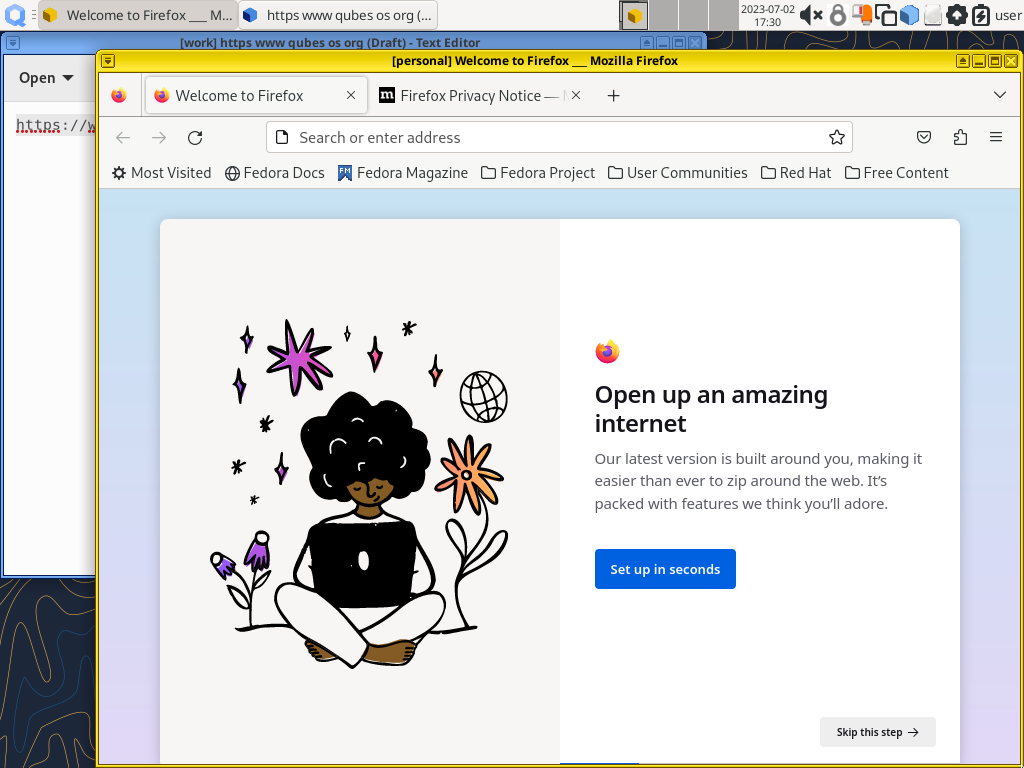 Welcome to Firefox ___ M...
https www qubes os org (...
2023-07-02
17:30
user
[work] https www qubes os org (Draft) - Text Editor
[personal] Welcome to Firefox ___ Mozilla Firefox
Open
https://w
Welcome to Firefox
Firefox Privacy Notice —
Search or enter address
Most Visited
Fedora Docs
Fedora Magazine
Fedora Project
User Communities
Red Hat
Free Content
Open up an amazing
internet
Our latest version is built around you, making it
easier than ever to zip around the web. It’s
packed with features we think you’ll adore.
Set up in seconds
Skip this step